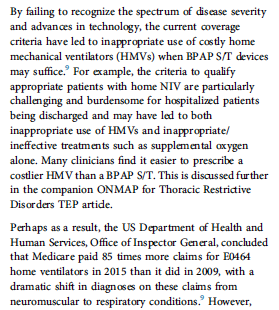 By failing to recognize the spectrum of disease severity
and advances in technology, the current coverage
criteria have led to inappropriate use of costly home
mechanical ventilators (HMVs) when BPAP S/T devices
may suffice.9 For example, the criteria to qualify
appropriate patients with home NIV are particularly
challenging and burdensome for hospitalized patients
being discharged and may have led to both
inappropriate use of HMVs and inappropriate/
ineffective treatments such as supplemental oxygen
alone. Many clinicians find it easier to prescribe a
costlier HMV than a BPAP S/T. This is discussed further
in the companion ONMAP for Thoracic Restrictive
Disorders TEP article.
Perhaps as a result, the US Department of Health and
Human Services, Office of Inspector General, concluded
that Medicare paid 85 times more claims for E0464
home ventilators in 2015 than it did in 2009, with a
dramatic shift in diagnoses on these claims from
neuromuscular to respiratory conditions.9 However,